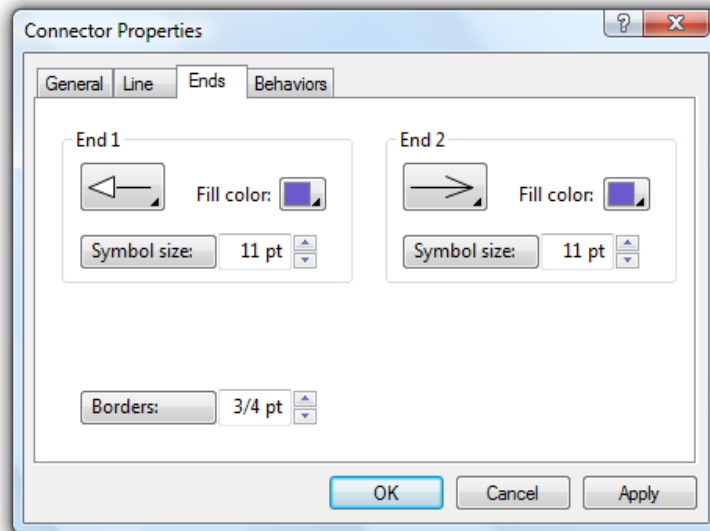 Connector Properties
General Line Ends Behaviors
End 1 End 2
Fill color: Fill color:
Symbol size: 11 pt Symbol size: 11 pt
Borders: 3/4 pt
OK Cancel Apply